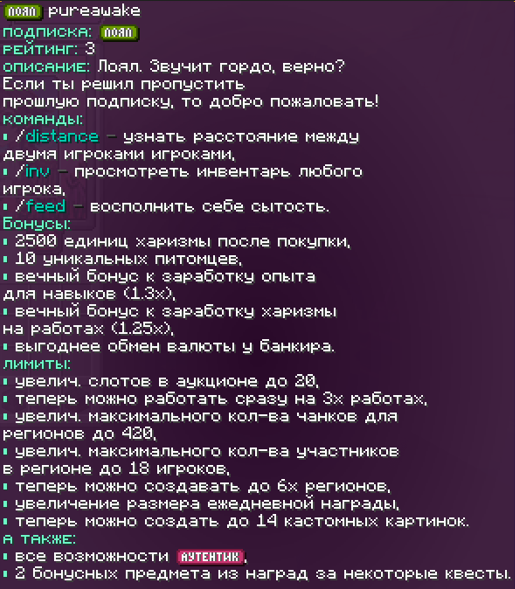 ЛОЯЛ pureawake
ПОДПИСКА: ЛОЯЛ
РЕЙТИНГ: 3
ОПИСАНИЕ: Лоял. Звучит гордо, верно?
Если ты решил пропустить
прошлую подписку, то добро пожаловать!
КОМАНДЫ:
▪ /distance – узнать расстояние между
двумя игроками игроками,
▪ /inv – просмотреть инвентарь любого
игрока,
▪ /feed – восполнить себе сытость.
БОНУСЫ:
▪ 2500 единиц харизмы после покупки,
▪ 10 уникальных питомцев,
▪ вечный бонус к заработку опыта
для навыков (1.3x),
▪ вечный бонус к заработку харизмы
на работах (1.25x),
▪ выгоднее обмен валюты у банкира.
ЛИМИТЫ:
▪ увелич. слотов в аукционе до 20,
▪ теперь можно работать сразу на 3х работах,
▪ увелич. максимального кол-ва чанков для
регионов до 420,
▪ увелич. максимального кол-ва участников
в регионе до 18 игроков,
▪ теперь можно создавать до 6х регионов,
▪ увеличение размера ежедневной награды,
▪ теперь можно создать до 14 кастомных картинок.
А ТАКЖЕ:
▪ все возможности АУТЕНТИК,
▪ 2 бонусных предмета из наград за некоторые квесты.